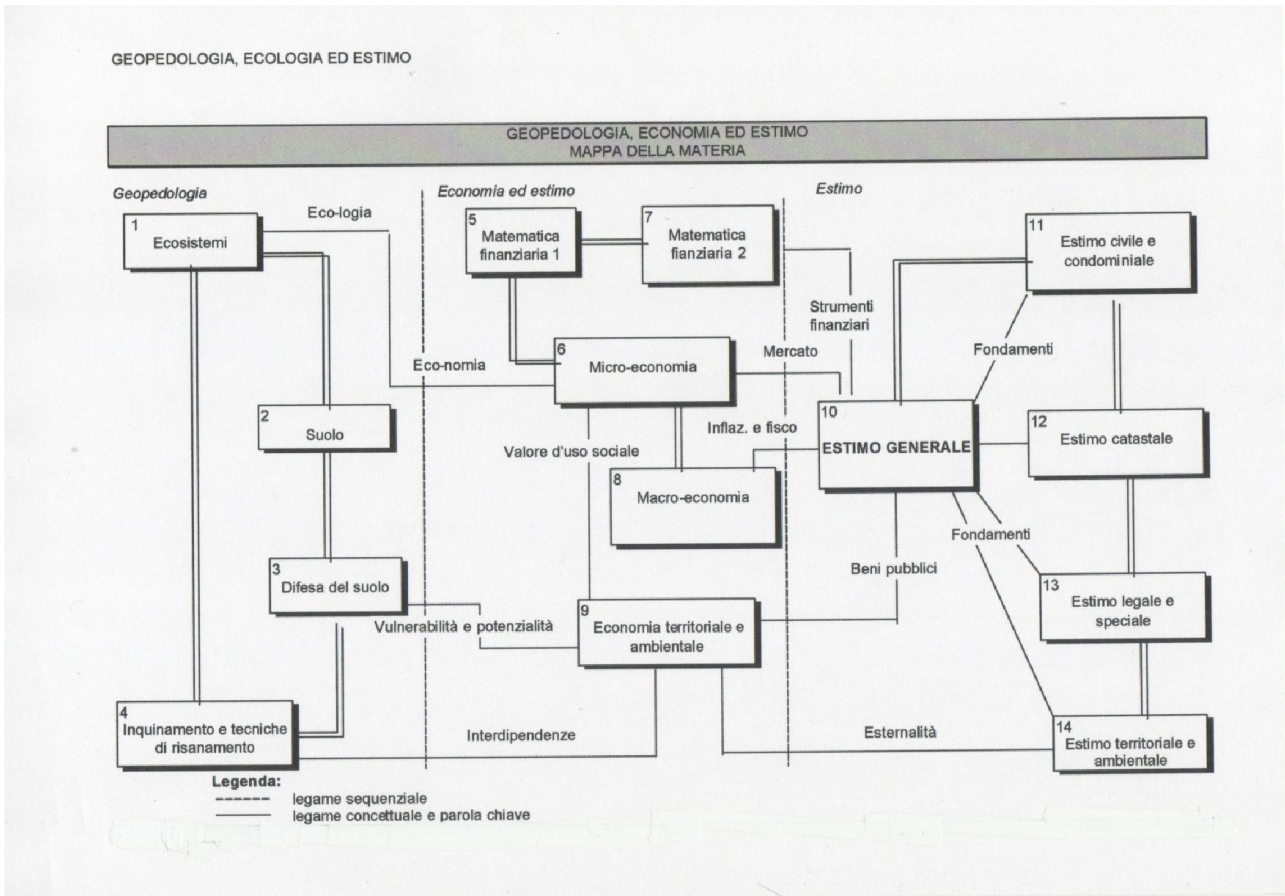 GEOPEDOLOGIA, ECOLOGIA ED ESTIMO
GEOPEDOLOGIA, ECONOMIA ED ESTIMO
MAPPA DELLA MATERIA
Geopedologia
Economia ed estimo
Estimo
1
Ecosistemi
Eco-logia
5
Matematica
finanziaria 1
7
Matematica
fianziaria 2
11
Estimo civile e
condominiale
Strumenti
finanziari
Eco-nomia
6
Micro-economia
Mercato
Fondamenti
2
Suolo
Valore d'uso sociale
Inflaz. e fisco
10
ESTIMO GENERALE
12
Estimo catastale
8
Macro-economia
Fondamenti
3
Difesa del suolo
Beni pubblici
13
Estimo legale e
speciale
Vulnerabilità e potenzialità
9
Economia territoriale e
ambientale
4
Inquinamento e tecniche
di risanamento
Interdipendenze
Esternalità
14
Estimo territoriale e
ambientale
Legenda:
legame sequenziale
legame concettuale e parola chiave